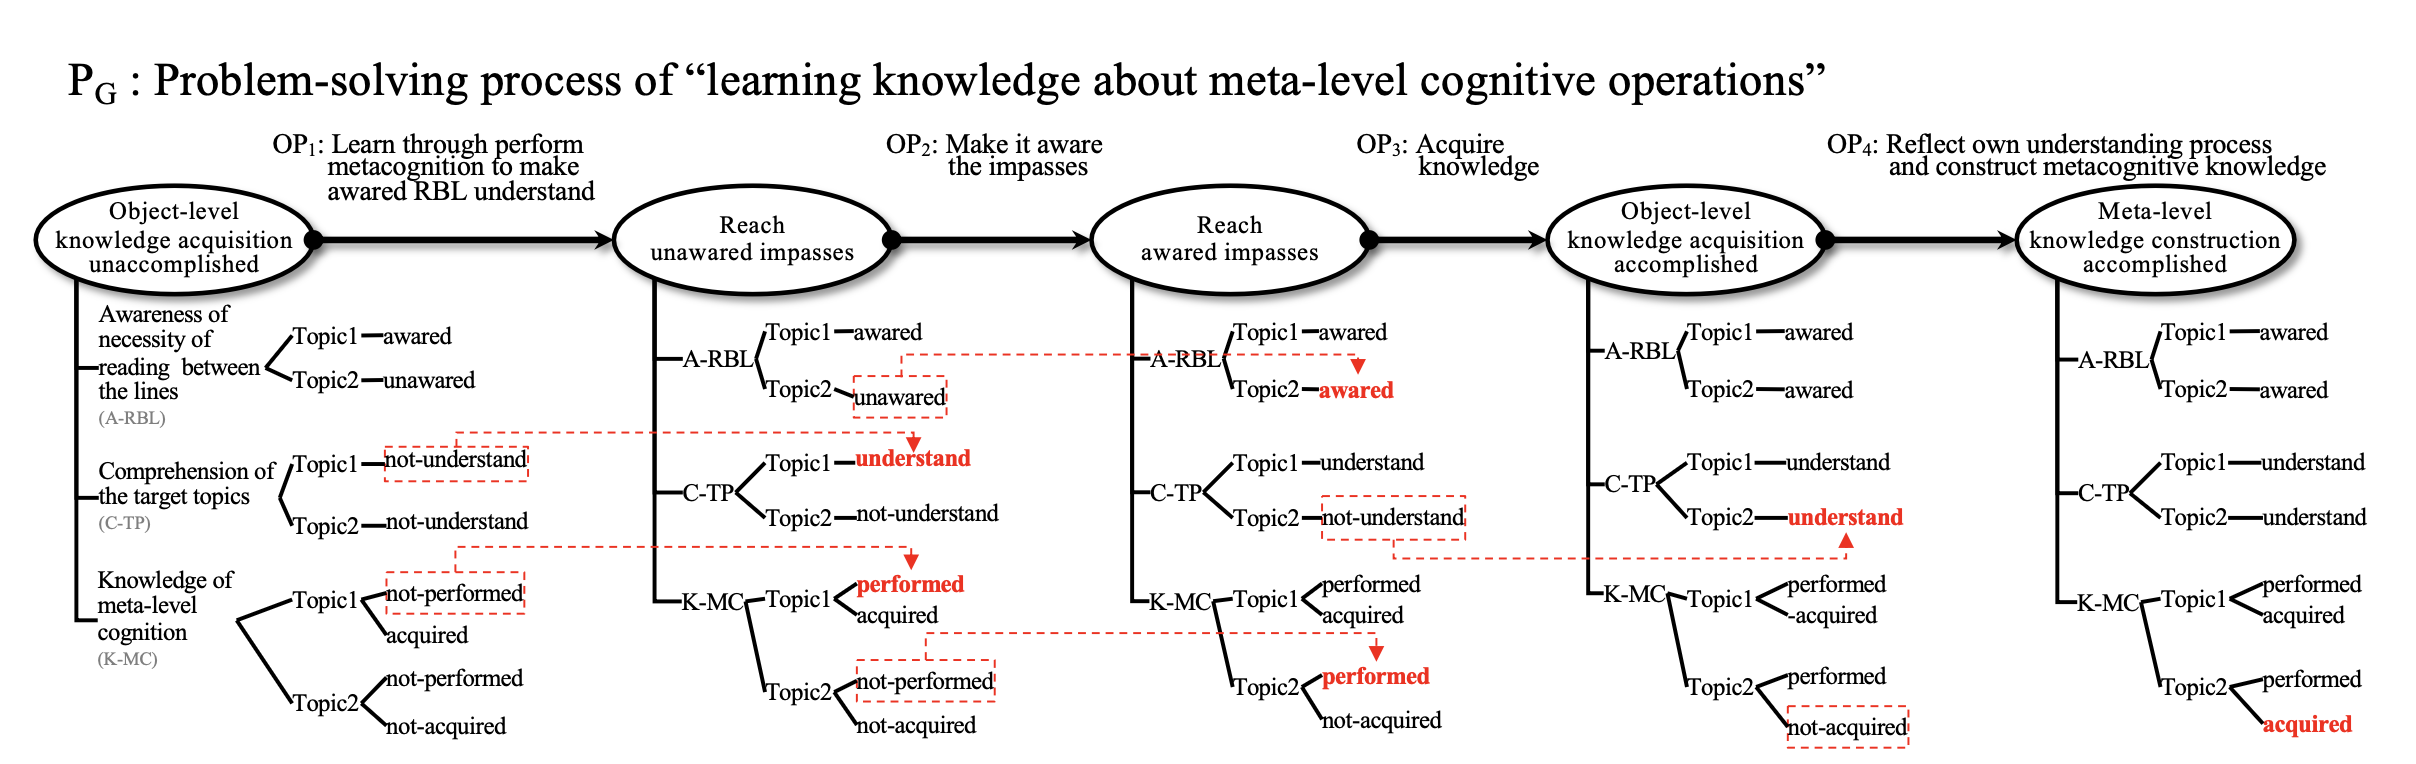 P_G : Problem-solving process of “learning knowledge about meta-level cognitive operations”
OP₁: Learn through perform
metacognition to make
awared RBL understand
OP₂: Make it aware
the impasses
OP₃: Acquire
knowledge
OP₄: Reflect own understanding process
and construct metacognitive knowledge
Object-level
knowledge acquisition
unaccomplished
Reach
unawared impasses
Reach
awared impasses
Object-level
knowledge acquisition
accomplished
Meta-level
knowledge construction
accomplished
Awareness of
necessity of
reading between
the lines
(A-RBL)
Topic1
awared
Topic2
unawared
Comprehension of
the target topics
(C-TP)
Topic1
not-understand
Topic2
not-understand
Knowledge of
meta-level
cognition
(K-MC)
Topic1
not-performed
acquired
Topic2
not-performed
not-acquired
A-RBL
Topic1
awared
Topic2
unawared
C-TP
Topic1
understand
Topic2
not-understand
K-MC
Topic1
performed
acquired
Topic2
not-performed
not-acquired
A-RBL
Topic1
awared
Topic2
awared
C-TP
Topic1
understand
Topic2
not-understand
K-MC
Topic1
performed
acquired
Topic2
performed
not-acquired
A-RBL
Topic1
awared
Topic2
awared
C-TP
Topic1
understand
Topic2
understand
K-MC
Topic1
performed
-acquired
Topic2
performed
not-acquired
A-RBL
Topic1
awared
Topic2
awared
C-TP
Topic1
understand
Topic2
understand
K-MC
Topic1
performed
acquired
Topic2
performed
acquired